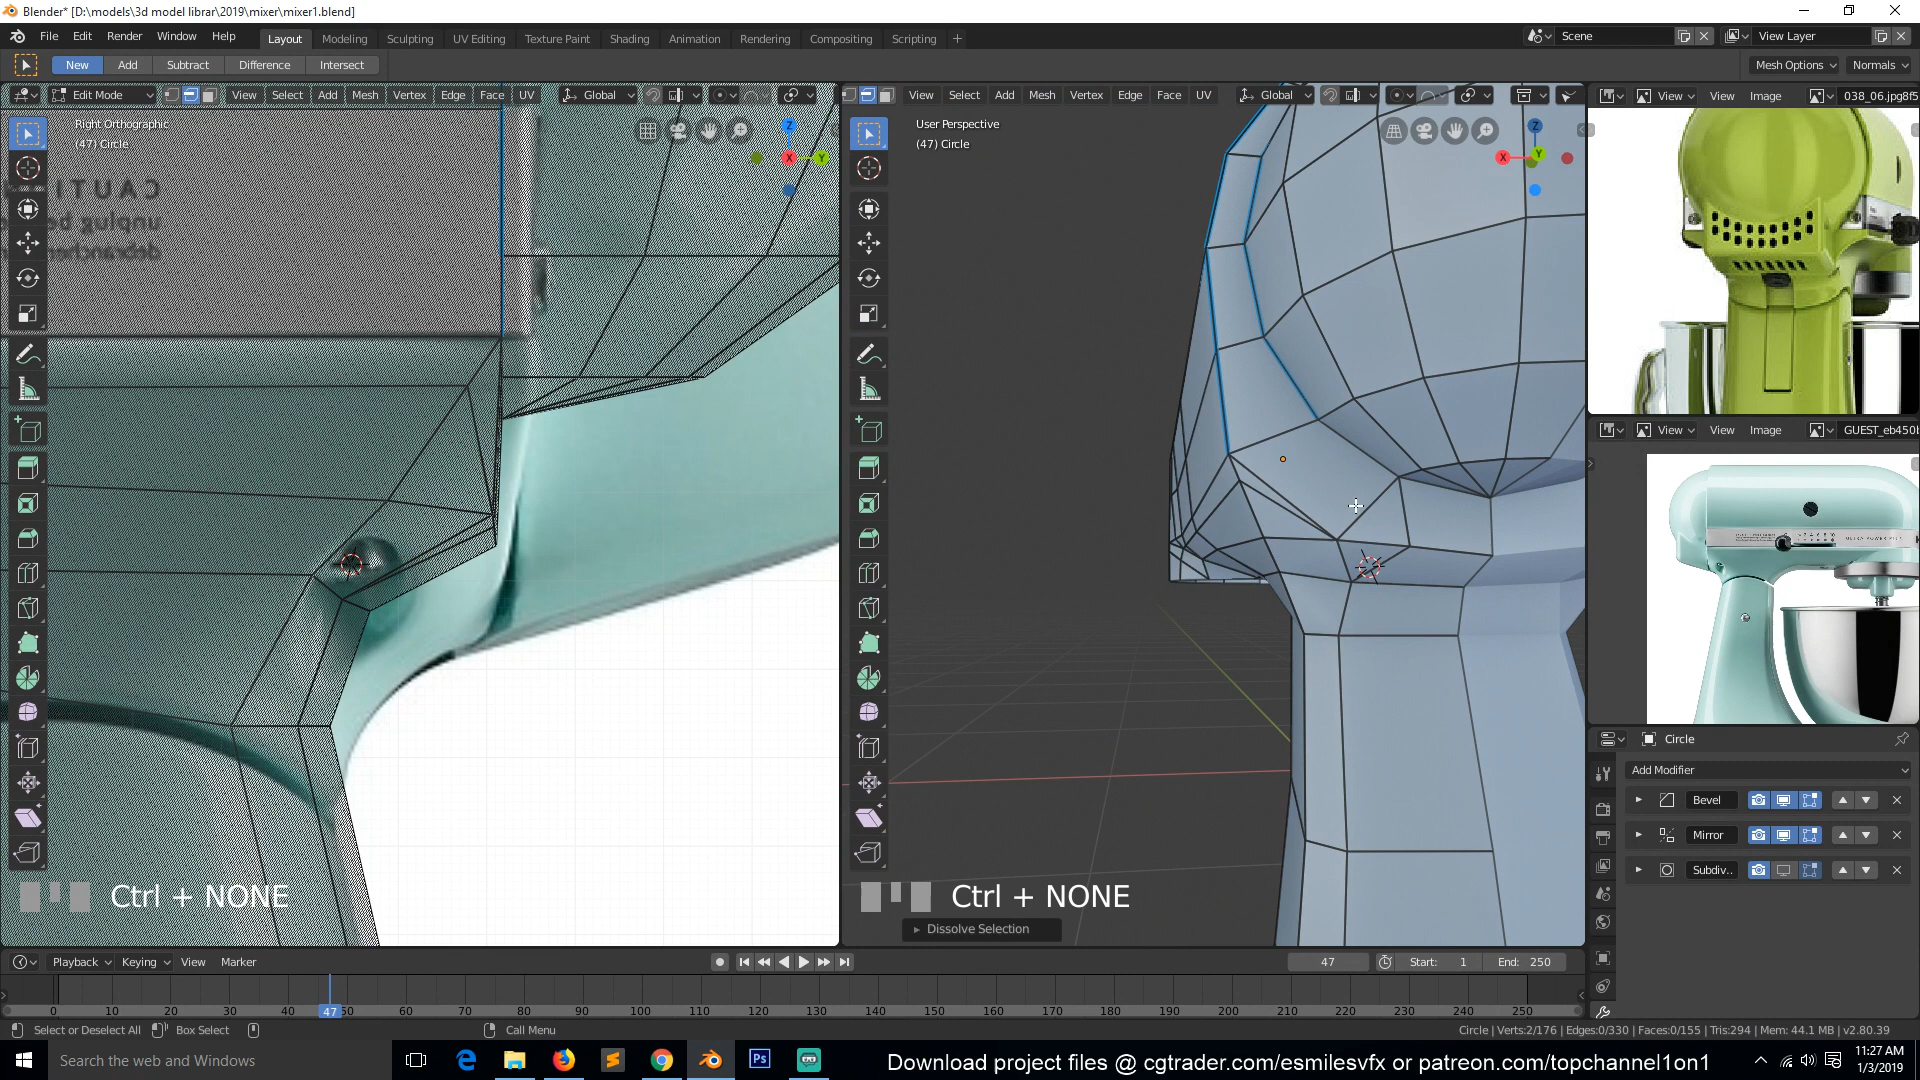 Blender* [D:\models\3d model librar\2019\mixer\mixer1.blend]
File Edit Render Window Help Layout Modeling Sculpting UV Editing Texture Paint Shading Animation Rendering Compositing Scripting + Scene View Layer
New Add Subtract Difference Intersect Mesh Options Normals
Edit Mode View Select Add Mesh Vertex Edge Face UV Global
View Select Add Mesh Vertex Edge Face UV Global
View View Image 038_06.jpg8f5
Right Orthographic
(47) Circle
User Perspective
(47) Circle
CAUTI
unplug be
debrancher
View View Image GUEST_eb450b
Circle
Add Modifier
Bevel
Mirror
Subdiv..
Ctrl + NONE
Ctrl + NONE
Dissolve Selection
Playback Keying View Marker 47 Start: 1 End: 250
0 10 20 30 40 47 50 60 70 80 90 100 110 120 130 140 150 160 170 180 190 200 210 220 230 240 250
Select or Deselect All Box Select Call Menu
Circle | Verts:2/176 | Edges:0/330 | Faces:0/155 | Tris:294 | Mem: 44.1 MB | v2.80.39
Search the web and Windows
Download project files @ cgtrader.com/esmilesvfx or patreon.com/topchannel1on1
11:27 AM
1/3/2019